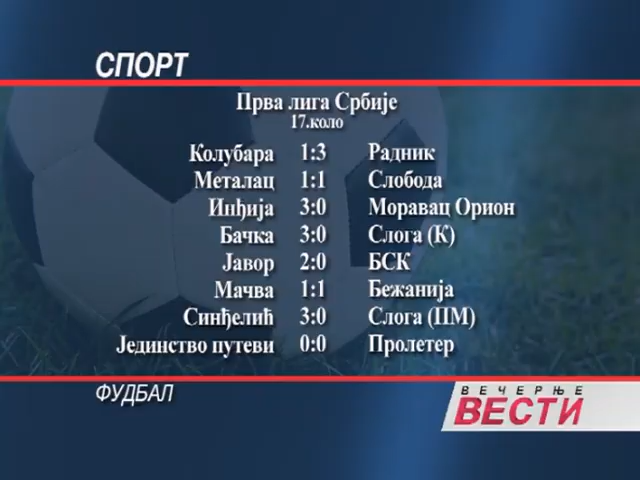 СПОРТ
Прва лига Србије
17.коло
Колубара 1:3 Радник
Металац 1:1 Слобода
Инђија 3:0 Моравац Орион
Бачка 3:0 Слога (К)
Јавор 2:0 БСК
Мачва 1:1 Бежанија
Синђелић 3:0 Слога (ПМ)
Јединство путеви 0:0 Пролетер
ФУДБАЛ
ВЕЧЕРЊЕ
ВЕСТИ